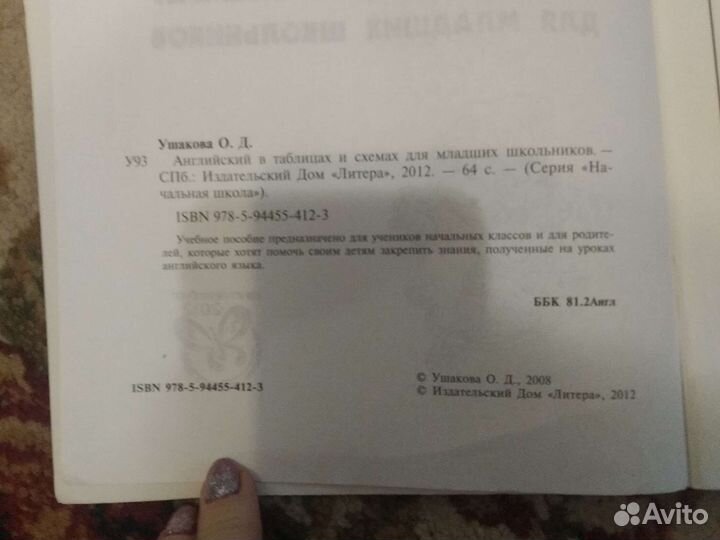 ДЛЯ МЛАДШИХ ШКОЛЬНИКОВ
Ушакова О. Д.
У93 Английский в таблицах и схемах для младших школьников. —
СПб.: Издательский Дом «Литера», 2012. — 64 с. — (Серия «На-
чальная школа»).
ISBN 978-5-94455-412-3
Учебное пособие предназначено для учеников начальных классов и для родите-
лей, которые хотят помочь своим детям закрепить знания, полученные на уроках
английского языка.
ББК 81.2Англ
© Ушакова О. Д., 2008
ISBN 978-5-94455-412-3
© Издательский Дом «Литера», 2012
Avito